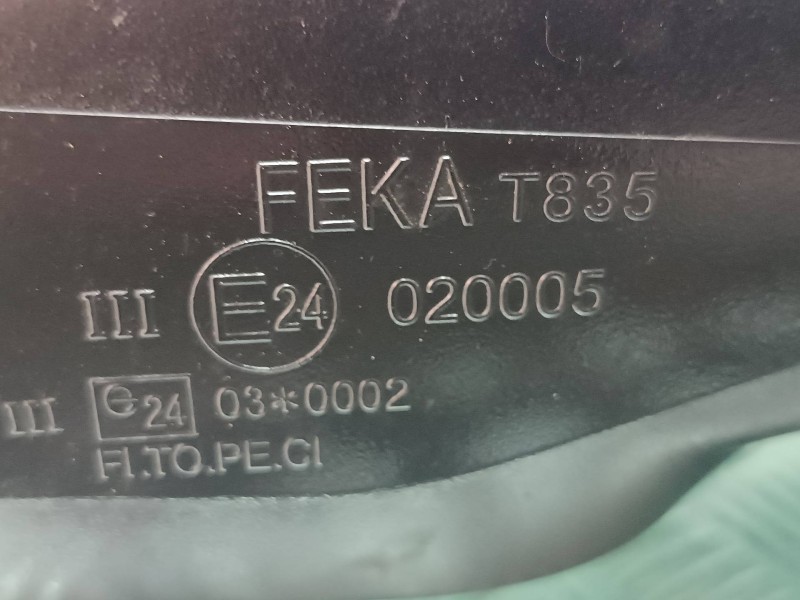 FEKA T835
III E24 020005
III e24 03*0002
FI.TO.PE.CI